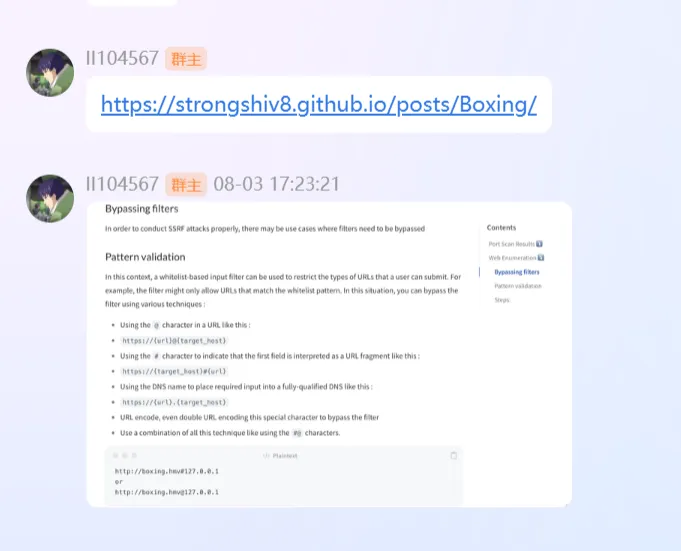 ll104567 群主
https://strongshiv8.github.io/posts/Boxing/
ll104567 群主 08-03 17:23:21
Bypassing filters
In order to conduct SSRF attacks properly, there may be use cases where filters need to be bypassed
Contents
Port Scan Results
Web Enumeration
Bypassing filters
Pattern validation
Steps.
Pattern validation
In this context, a whitelist-based input filter can be used to restrict the types of URLs that a user can submit. For
example, the filter might only allow URLs that match the whitelist pattern. In this situation, you can bypass the
filter using various techniques :
• Using the @ character in a URL like this :
• https://{url}@{target_host}
• Using the # character to indicate that the first field is interpreted as a URL fragment like this :
• https://{target_host}#{url}
• Using the DNS name to place required input into a fully-qualified DNS like this :
• https://{url}.{target_host}
• URL encode, even double URL encoding this special character to bypass the filter
• Use a combination of all this technique like using the #@ characters.
</> Plaintext
http://boxing.hmv#127.0.0.1
or
http://boxing.hmv@127.0.0.1